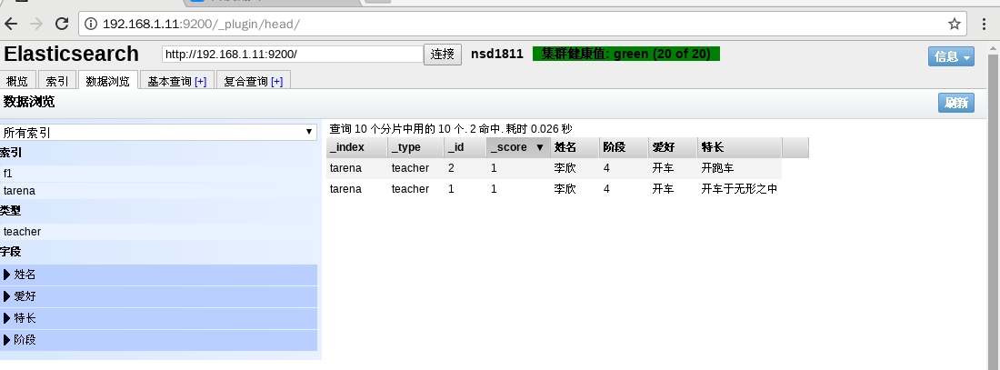 192.168.1.11:9200/_plugin/head/
Elasticsearch http://192.168.1.11:9200/ 连接 nsd1811 集群健康值: green (20 of 20) 信息
概览 索引 数据浏览 基本查询 [+] 复合查询 [+]
数据浏览 刷新
所有索引
索引
f1
tarena
类型
teacher
字段
姓名
爱好
特长
阶段
查询 10 个分片中用的 10 个. 2 命中. 耗时 0.026 秒
_index _type _id _score ▼ 姓名 阶段 爱好 特长
tarena teacher 2 1 李欣 4 开车 开跑车
tarena teacher 1 1 李欣 4 开车 开车于无形之中